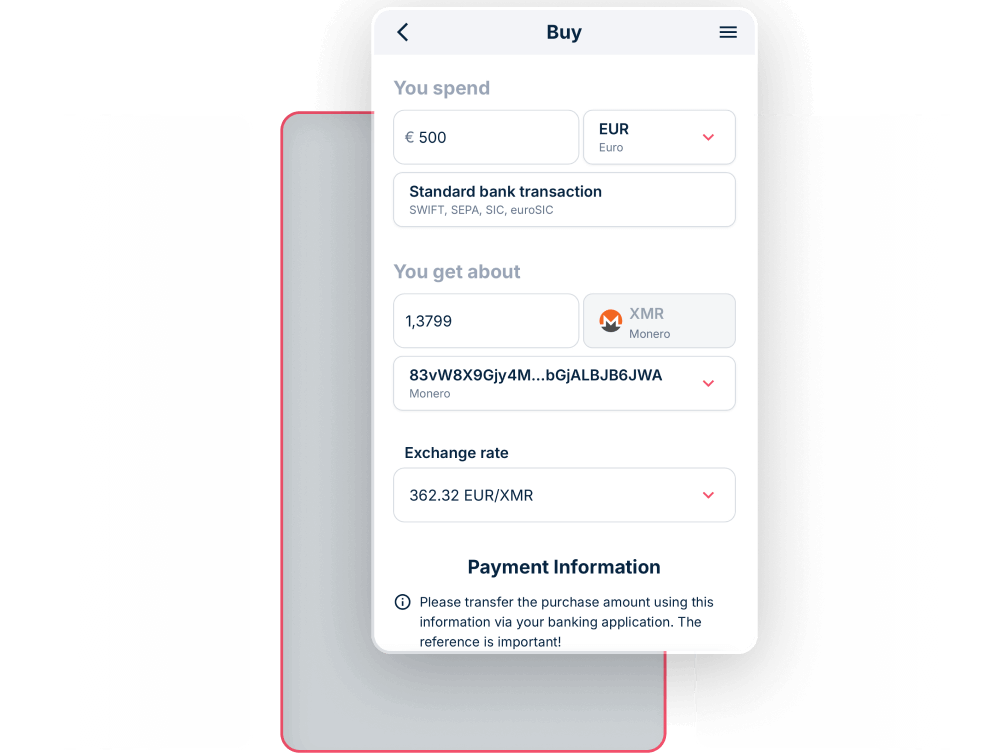 Buy
You spend
€ 500
EUR
Euro
Standard bank transaction
SWIFT, SEPA, SIC, euroSIC
You get about
1,3799
XMR
Monero
83vW8X9Gjy4M...bGjALBJB6JWA
Monero
Exchange rate
362.32 EUR/XMR
Payment Information
Please transfer the purchase amount using this
information via your banking application. The
reference is important!